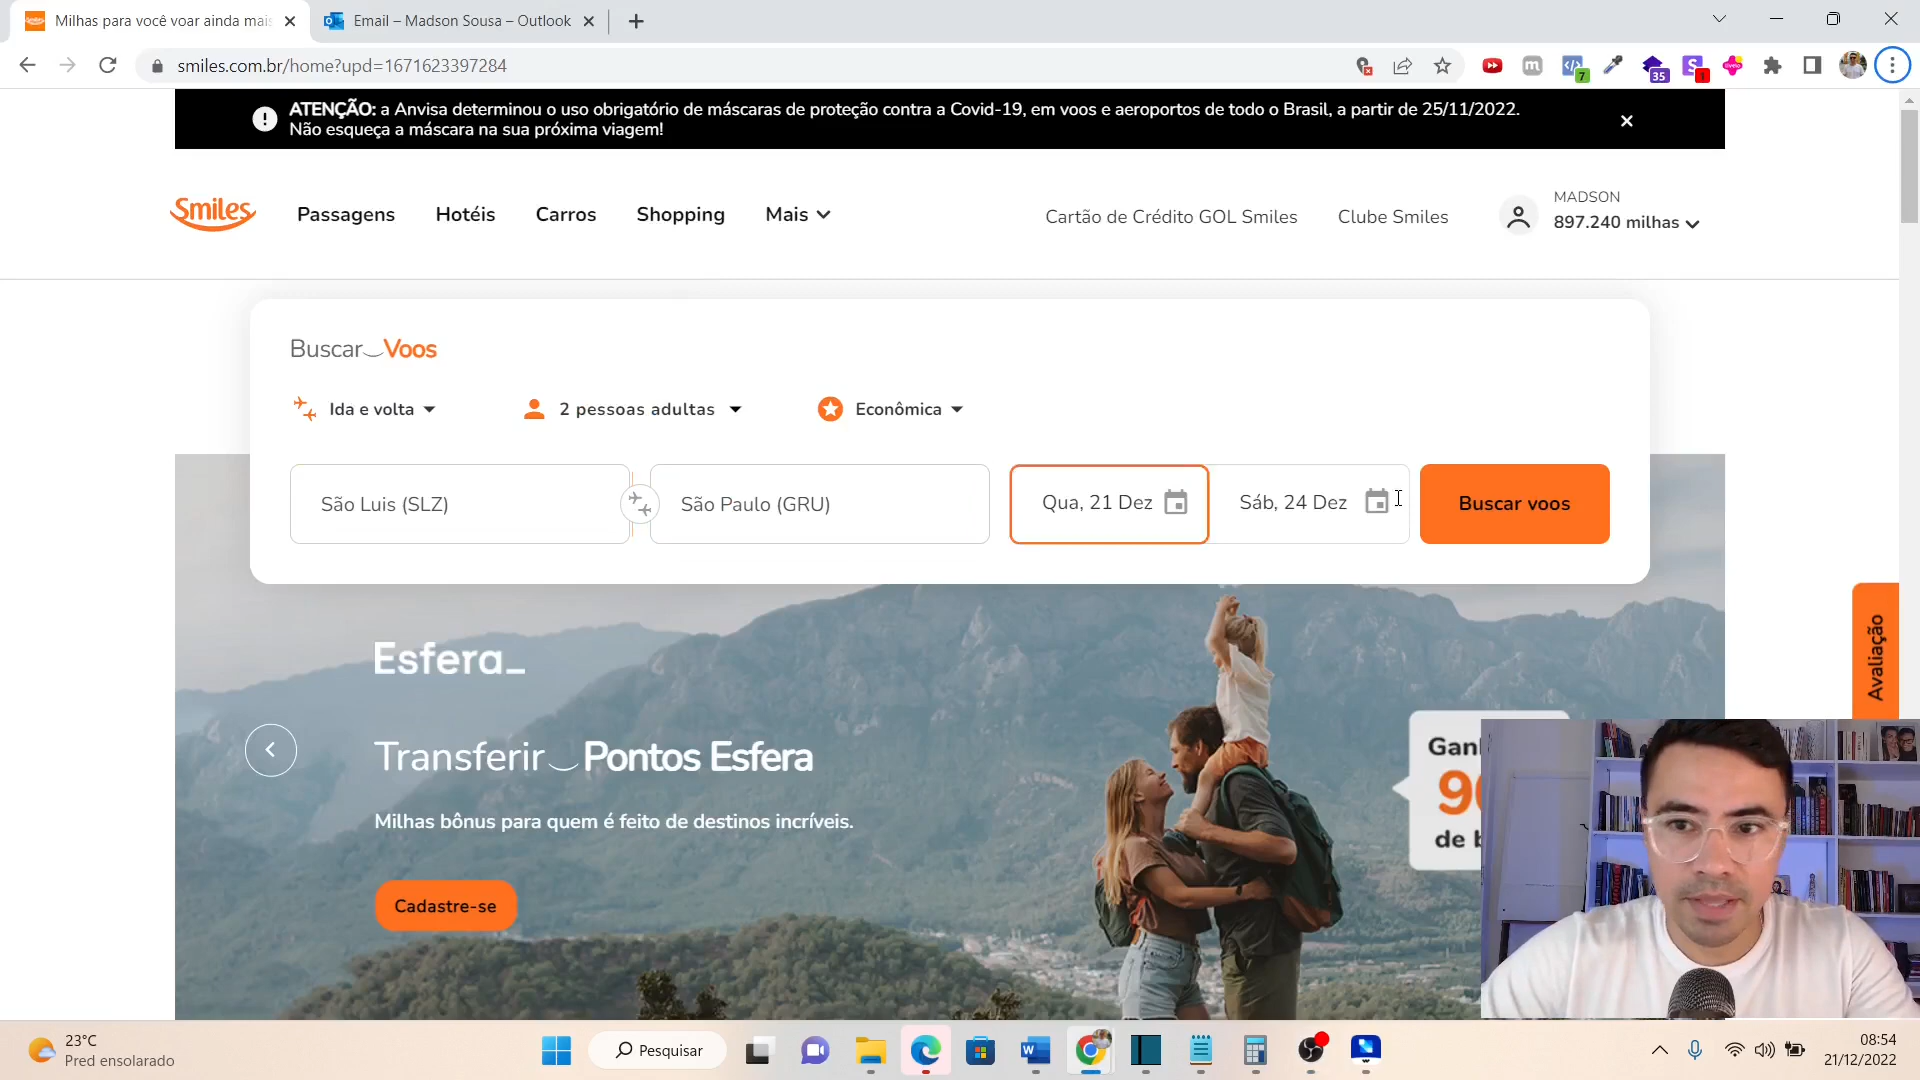 Milhas para você voar ainda mais
Email – Madson Sousa – Outlook
smiles.com.br/home?upd=1671623397284
7
35
1
ATENÇÃO: a Anvisa determinou o uso obrigatório de máscaras de proteção contra a Covid-19, em voos e aeroportos de todo o Brasil, a partir de 25/11/2022.
Não esqueça a máscara na sua próxima viagem!
Smiles
Passagens
Hotéis
Carros
Shopping
Mais
Cartão de Crédito GOL Smiles
Clube Smiles
MADSON
897.240 milhas
Buscar Voos
Ida e volta
2 pessoas adultas
Econômica
São Luis (SLZ)
São Paulo (GRU)
Qua, 21 Dez
Sáb, 24 Dez
Buscar voos
Avaliação
Esfera_
Transferir Pontos Esfera
Milhas bônus para quem é feito de destinos incríveis.
Cadastre-se
23°C
Pred ensolarado
Pesquisar
08:54
21/12/2022